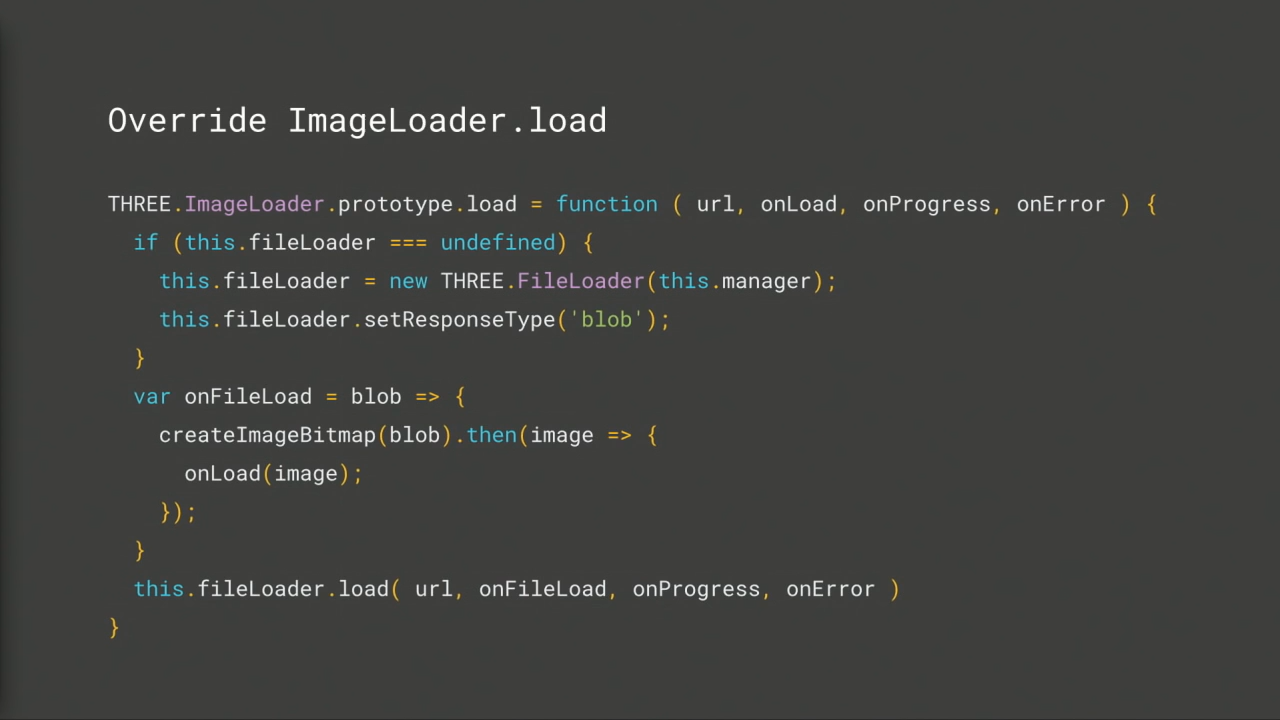 Override ImageLoader.load
THREE.ImageLoader.prototype.load = function ( url, onLoad, onProgress, onError ) {
if (this.fileLoader === undefined) {
this.fileLoader = new THREE.FileLoader(this.manager);
this.fileLoader.setResponseType('blob');
}
var onFileLoad = blob => {
createImageBitmap(blob).then(image => {
onLoad(image);
});
}
this.fileLoader.load( url, onFileLoad, onProgress, onError )
}